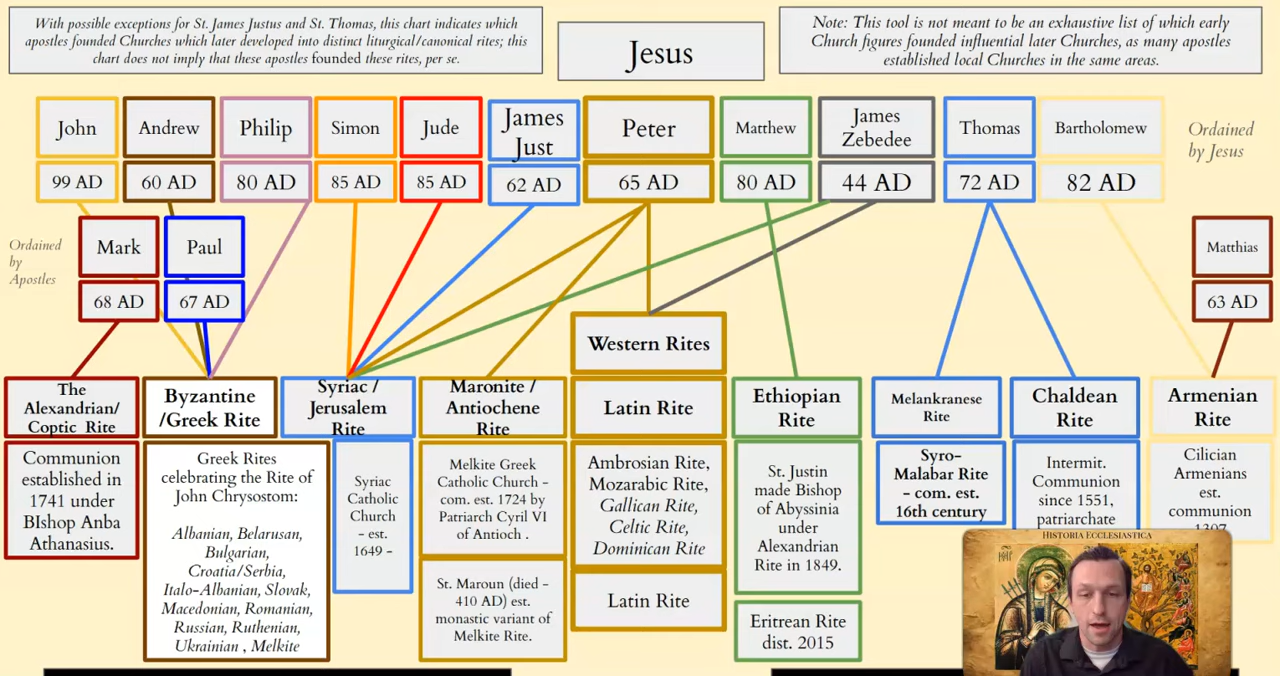 With possible exceptions for St. James Justus and St. Thomas, this chart indicates which
apostles founded Churches which later developed into distinct liturgical/canonical rites; this
chart does not imply that these apostles founded these rites, per se.
Jesus
Note: This tool is not meant to be an exhaustive list of which early
Church figures founded influential later Churches, as many apostles
established local Churches in the same areas.
John
Andrew
Philip
Simon
Jude
James
Just
Peter
Matthew
James
Zebedee
Thomas
Bartholomew
Ordained
by Jesus
99 AD
60 AD
80 AD
85 AD
85 AD
62 AD
65 AD
80 AD
44 AD
72 AD
82 AD
Ordained
by
Apostles
Mark
Paul
Matthias
68 AD
67 AD
63 AD
Western Rites
The
Alexandrian/
Coptic Rite
Byzantine
/Greek Rite
Syriac /
Jerusalem
Rite
Maronite /
Antiochene
Rite
Latin Rite
Ethiopian
Rite
Melankranese
Rite
Chaldean
Rite
Armenian
Rite
Communion
established in
1741 under
BIshop Anba
Athanasius.
Greek Rites
celebrating the Rite of
John Chrysostom:
Albanian, Belarusan,
Bulgarian,
Croatia/Serbia,
Italo-Albanian, Slovak,
Macedonian, Romanian,
Russian, Ruthenian,
Ukrainian , Melkite
Syriac
Catholic
Church
- est.
1649 -
Melkite Greek
Catholic Church -
com. est. 1724 by
Patriarch Cyril VI
of Antioch .
St. Maroun (died -
410 AD) est.
monastic variant of
Melkite Rite.
Ambrosian Rite,
Mozarabic Rite,
Gallican Rite,
Celtic Rite,
Dominican Rite
Latin Rite
St. Justin
made Bishop
of Abyssinia
under
Alexandrian
Rite in 1849.
Eritrean Rite
dist. 2015
Syro-
Malabar Rite
- com. est.
16th century
Intermit.
Communion
since 1551,
patriarchate
Cilician
Armenians
est.
communion
1307
Historia Ecclesiastica